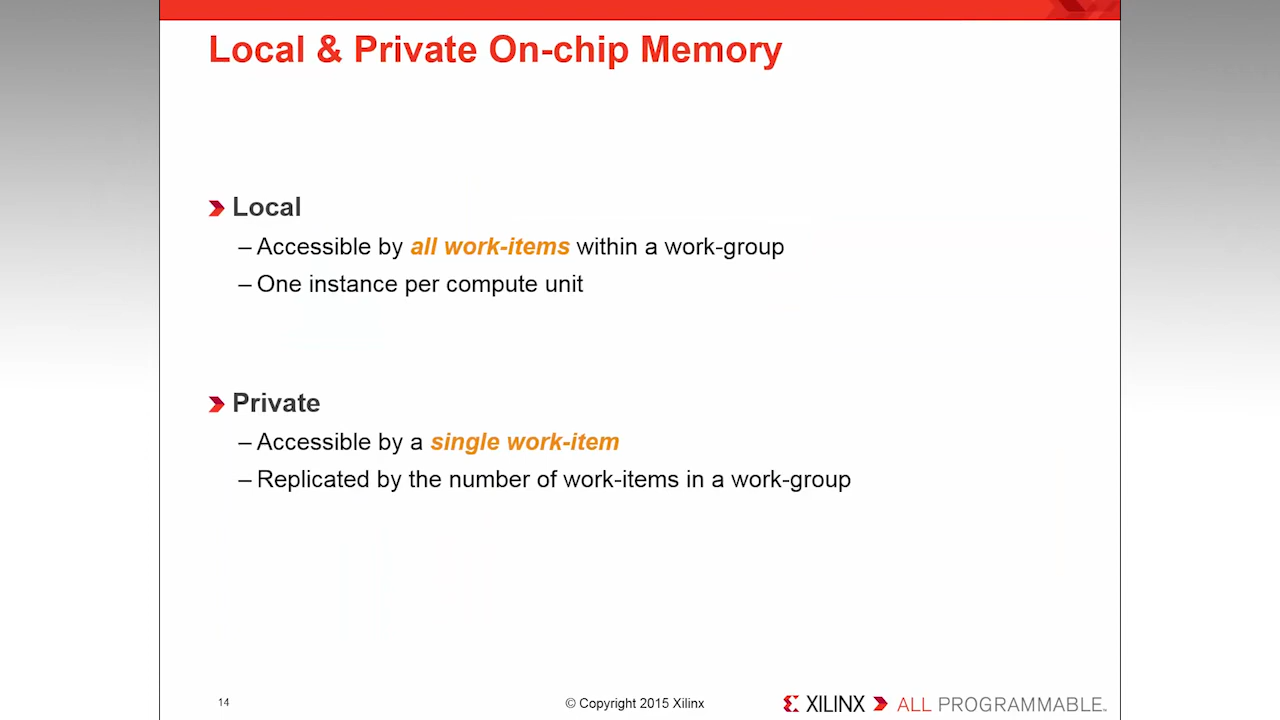 Local & Private On-chip Memory
Local
– Accessible by all work-items within a work-group
– One instance per compute unit
Private
– Accessible by a single work-item
– Replicated by the number of work-items in a work-group
14
© Copyright 2015 Xilinx
XILINX ALL PROGRAMMABLE™